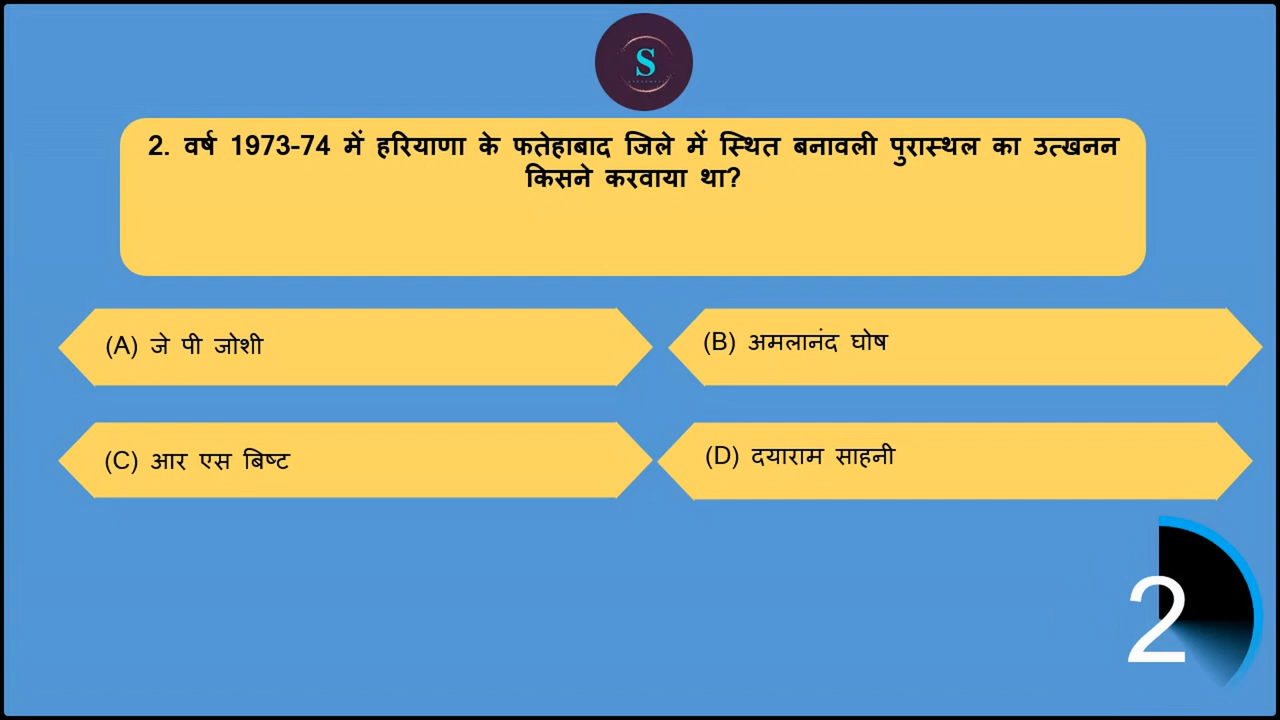 S
2. वर्ष 1973-74 में हरियाणा के फतेहाबाद जिले में स्थित बनावली पुरास्थल का उत्खनन
किसने करवाया था?
(A) जे पी जोशी
(B) अमलानंद घोष
(C) आर एस बिष्ट
(D) दयाराम साहनी
2